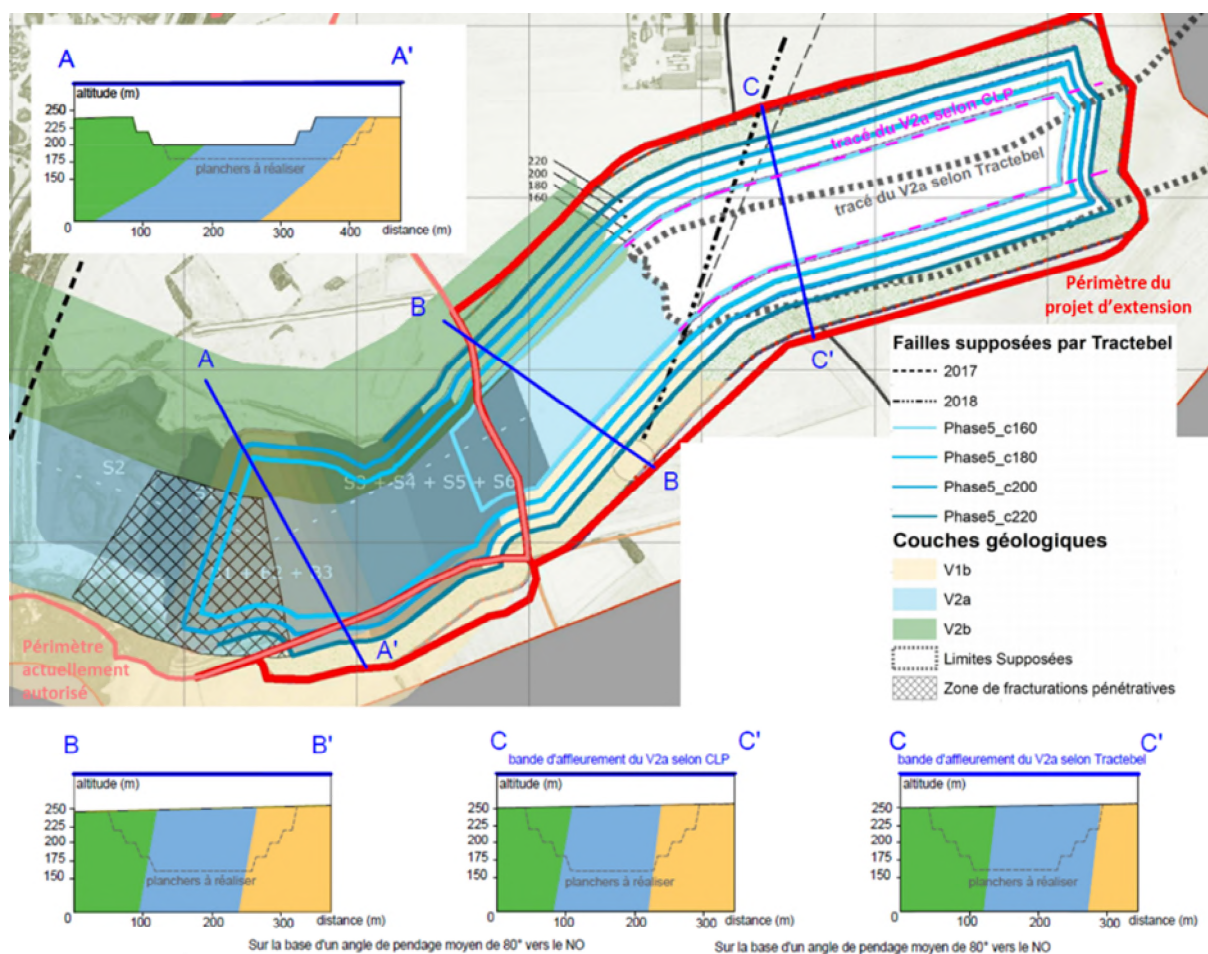 A
A'
altitude (m)
250
200
175
150
planchers à réaliser
0
100
200
300
400
distance (m)
C
tracé du V2a selon CLP
tracé du V2a selon Tractebel
220
200
180
160
B
A
Périmètre du
projet d'extension
C'
S2
S3 + S4 + S5 + S6
B
A'
Périmètre
actuellement
autorisé
Failles supposées par Tractebel
2017
2018
Phase5_c160
Phase5_c180
Phase5_c200
Phase5_c220
Couches géologiques
V1b
V2a
V2b
Limites Supposées
Zone de fracturations pénétratives
B
B'
altitude (m)
250
225
200
175
150
planchers à réaliser
0
100
200
300
distance (m)
C
C'
bande d'affleurement du V2a selon CLP
altitude (m)
250
225
200
175
150
planchers à réaliser
0
100
200
300
distance (m)
C
C'
bande d'affleurement du V2a selon Tractebel
altitude (m)
250
225
200
175
150
planchers à réaliser
0
100
200
300
distance (m)
Sur la base d'un angle de pendage moyen de 80° vers le NO
Sur la base d'un angle de pendage moyen de 80° vers le NO